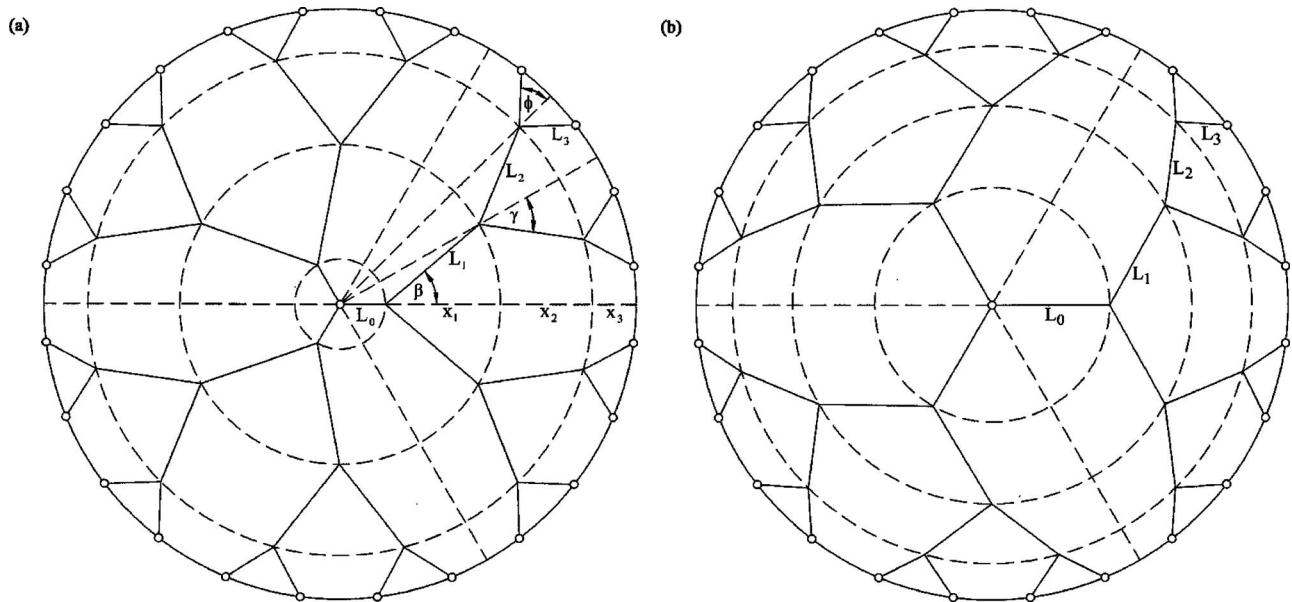 (a)
ϕ
L₃
L₂
γ
L₁
β
L₀ x₁ x₂ x₃
(b)
L₃
L₂
L₁
L₀